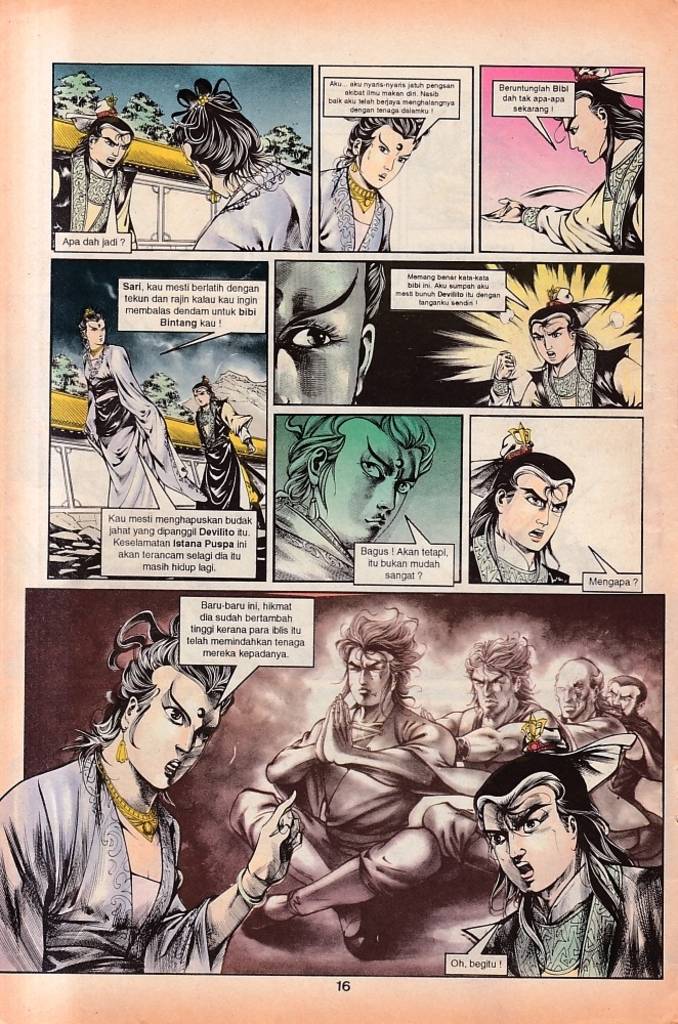 Apa dah jadi ?
Aku... aku nyaris-nyaris jatuh pengsan
akibat ilmu makan diri. Nasib
baik aku telah berjaya menghalangnya
dengan tenaga dalamku !
Beruntunglah Bibi
dah tak apa-apa
sekarang !
Sari, kau mesti berlatih dengan
tekun dan rajin kalau kau ingin
membalas dendam untuk bibi
Bintang kau !
Kau mesti menghapuskan budak
jahat yang dipanggil Devilito itu.
Keselamatan Istana Puspa ini
akan terancam selagi dia itu
masih hidup lagi.
Memang benar kata-kata
bibi ini. Aku sumpah aku
mesti bunuh Devilito itu dengan
tanganku sendiri !
Bagus ! Akan tetapi,
itu bukan mudah
sangat ?
Mengapa ?
Baru-baru ini, hikmat
dia sudah bertambah
tinggi kerana para iblis itu
telah memindahkan tenaga
mereka kepadanya.
Oh, begitu !
16